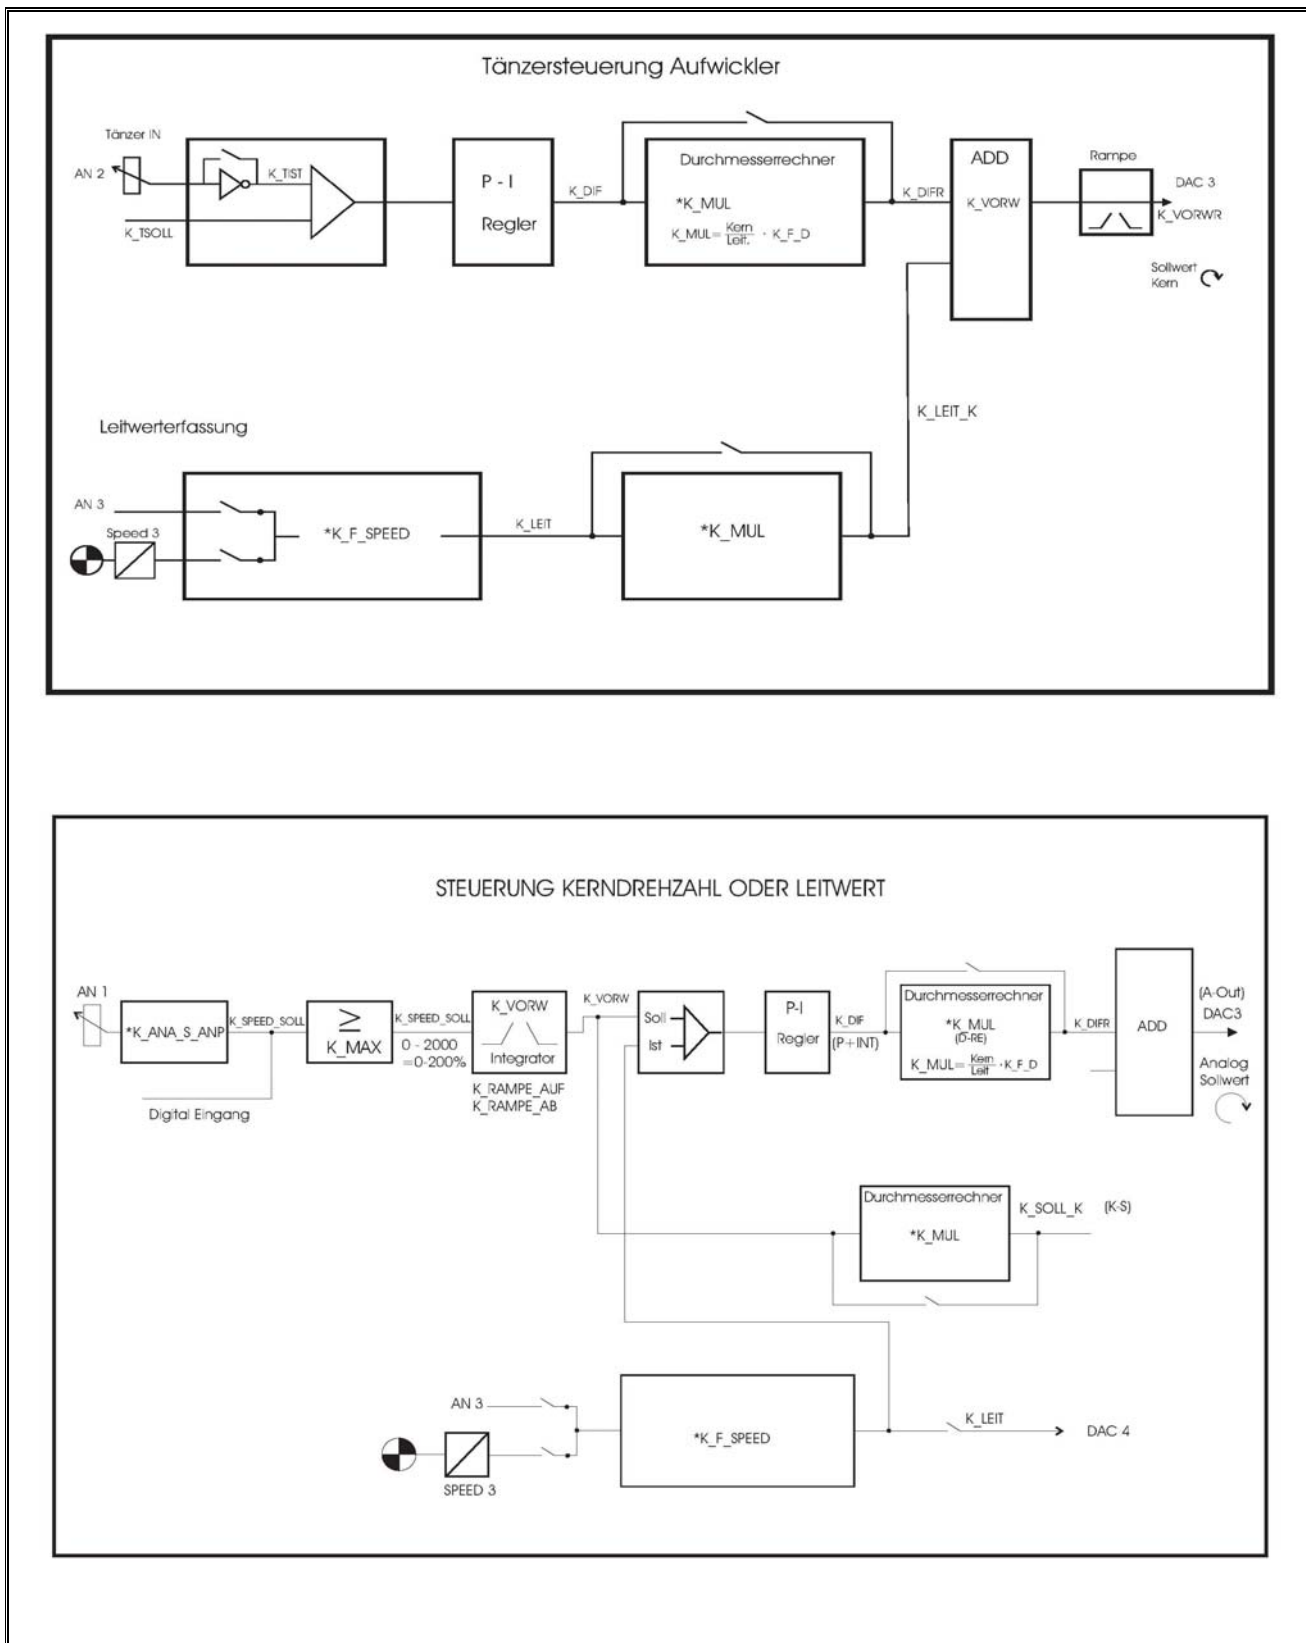 Tänzersteuerung Aufwickler
Tänzer IN
AN 2
K_TIST
K_TSOLL
P - I
Regler
K_DIF
Durchmesserrechner
*K_MUL
K_MUL= Kern
Leit. · K_F_D
K_DIFR
ADD
K_VORW
Rampe
DAC 3
K_VORWR
Sollwert
Kern
K_LEIT_K
Leitwerterfassung
AN 3
Speed 3
*K_F_SPEED
K_LEIT
*K_MUL
STEUERUNG KERNDREHZAHL ODER LEITWERT
AN 1
*K_ANA_S_ANP
K_SPEED_SOLL
Digital Eingang
≥
K_MAX
K_SPEED_SOLL
0 - 2000
=0-200%
K_VORW
Integrator
K_RAMPE_AUF
K_RAMPE_AB
K_VORW
Soll
Ist
P-I
Regler
K_DIF
(P+INT)
Durchmesserrechner
*K_MUL
(D-RE)
K_MUL= Kern
Leit · K_F_D
K_DIFR
ADD
(A-Out)
DAC3
Analog
Sollwert
Durchmesserrechner
*K_MUL
K_SOLL_K
(K-S)
AN 3
SPEED 3
*K_F_SPEED
K_LEIT
DAC 4